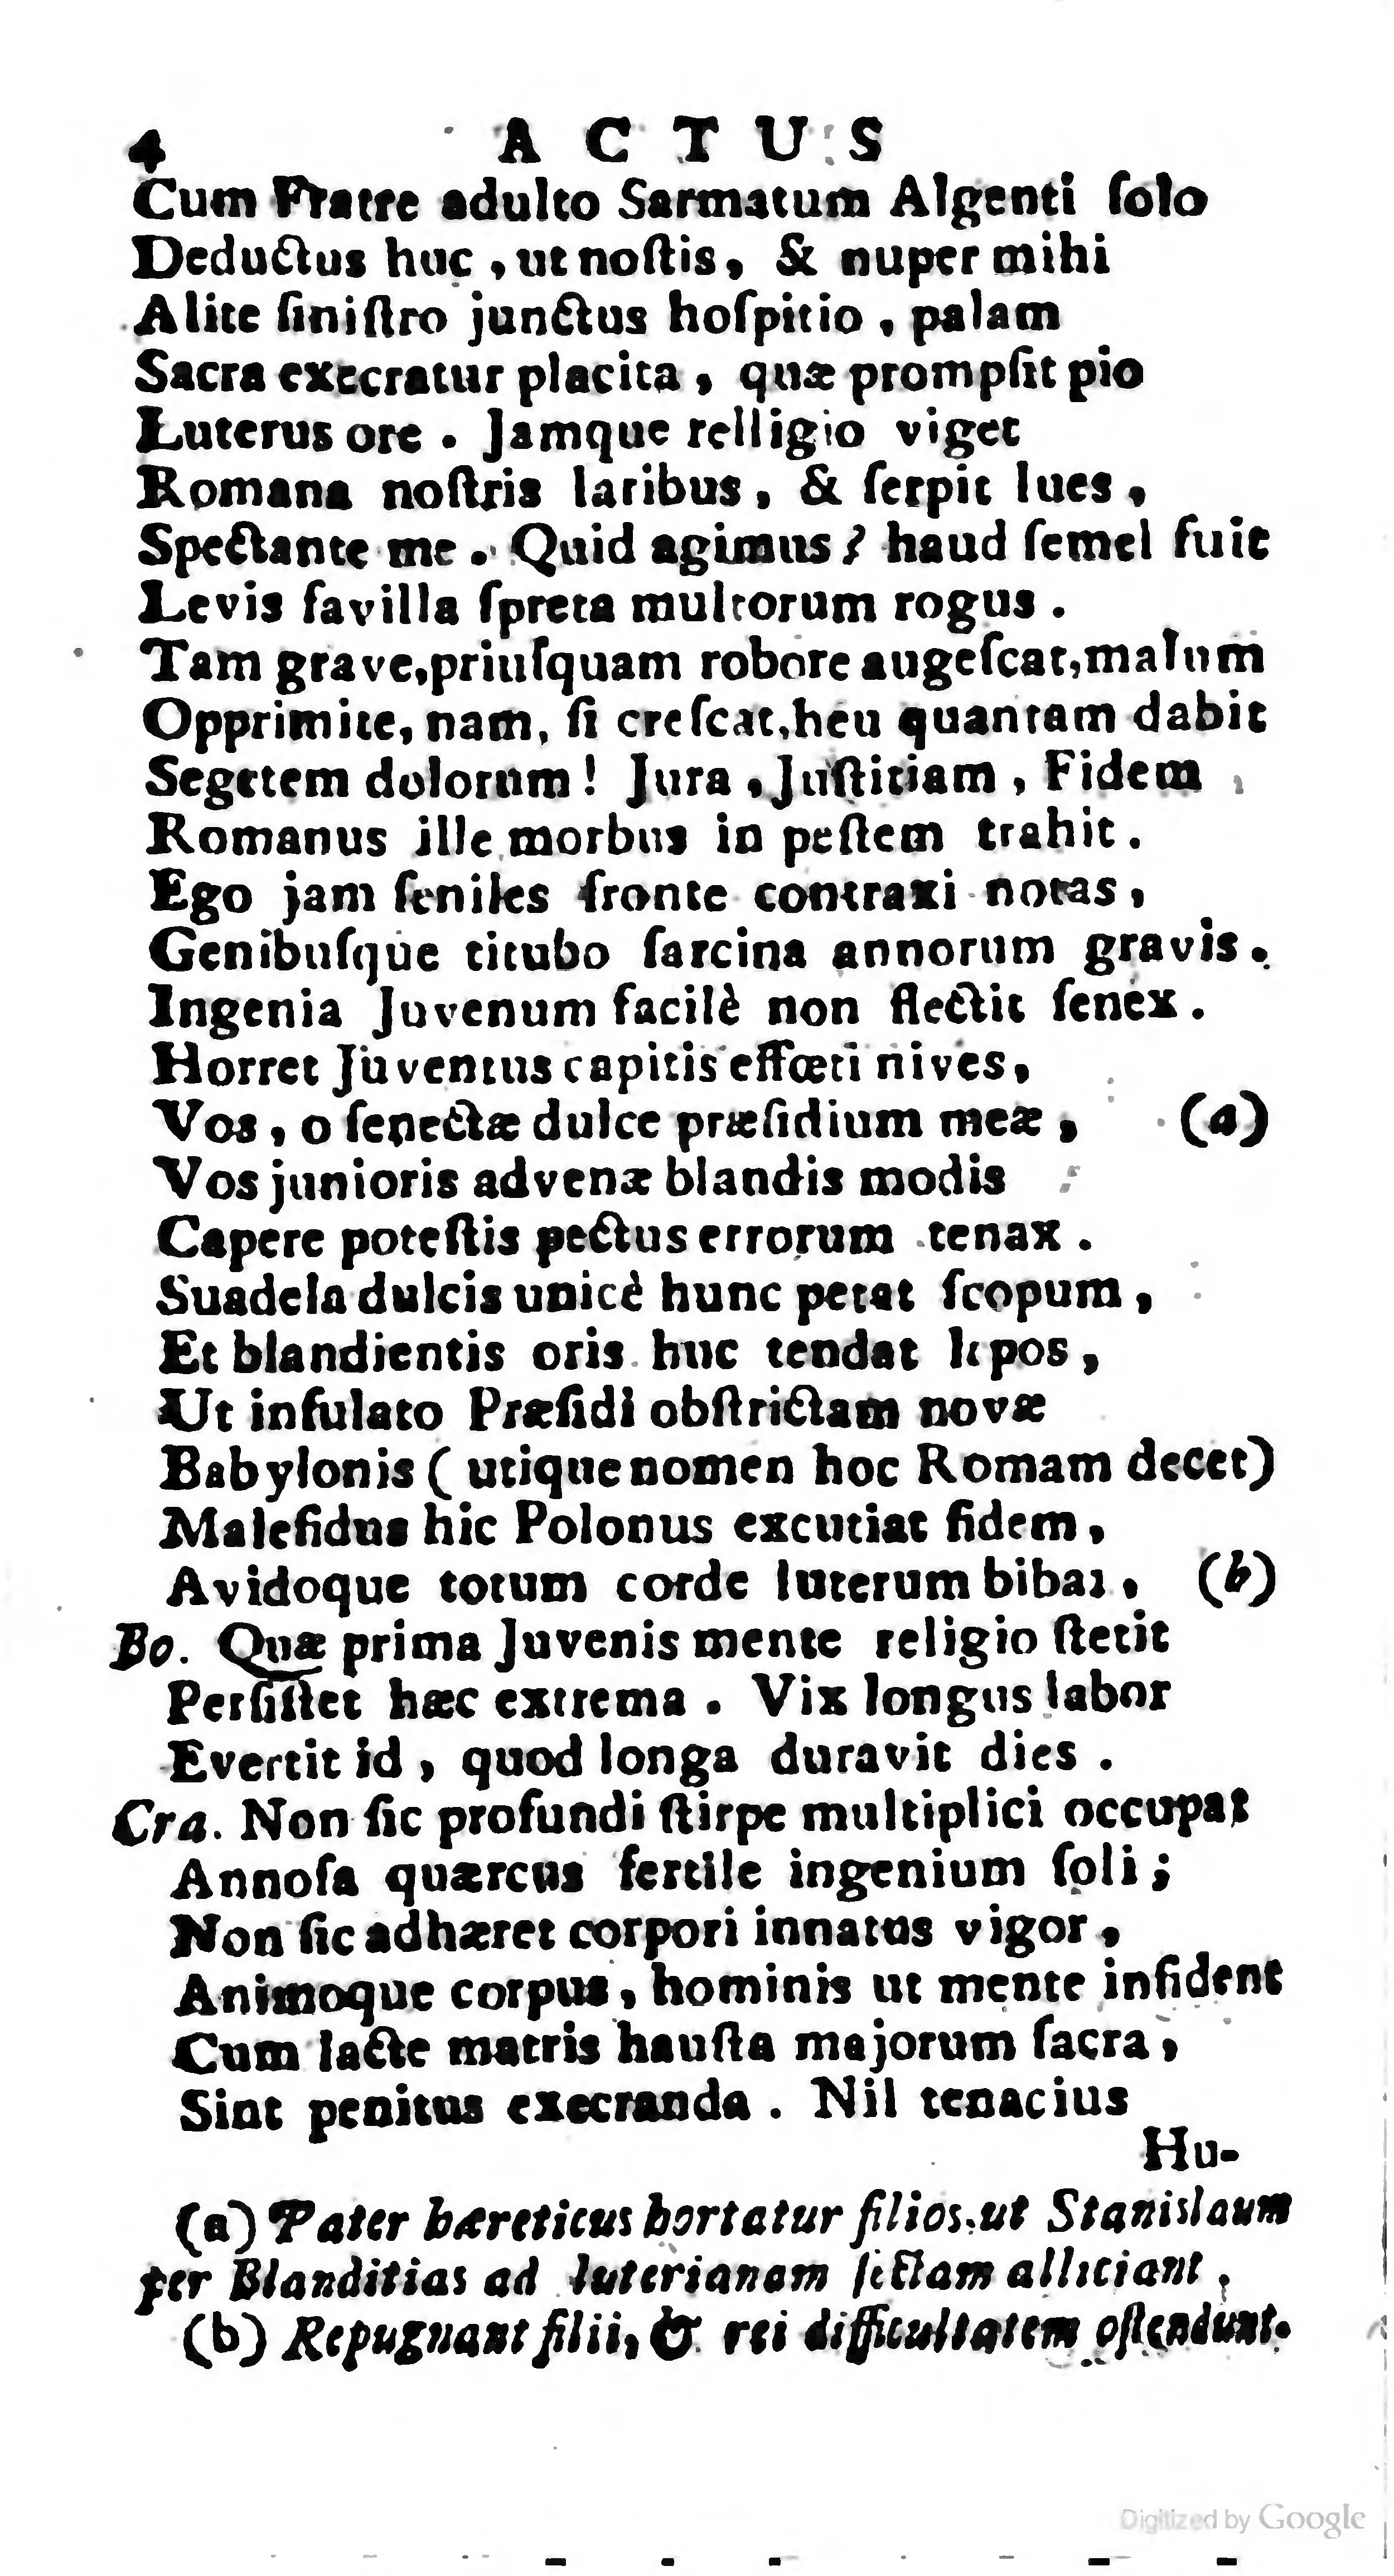 4 ACTUS
Cum Fratre adulto Sarmatum Algenti ſolo
Deductus huc, ut noſtis, & nuper mihi
Alite ſiniſtro junctus hoſpitio, palam
Sacra execratur placita, quæ prompſit pio
Luterus ore. Jamque relligio viget
Romana noſtris laribus, & ſerpit lues,
Spectante me. Quid agimus? haud ſemel fuit
Levis favilla ſpreta multorum rogus.
Tam grave, priuſquam robore augeſcat, malum
Opprimite, nam, ſi creſcat, heu quantam dabit
Segetem dolorum! Jura, Juſtitiam, Fidem
Romanus ille morbus in peſtem trahit.
Ego jam ſeniles fronte contraxi notas,
Genibuſque titubo ſarcina annorum gravis.
Ingenia Juvenum facilè non flectit ſenex.
Horret Juventus capitis effœti nives,
Vos, o ſenectæ dulce præſidium meæ, (a)
Vos junioris advenæ blandis modis
Capere poteſtis pectus errorum tenax.
Suadela dulcis unicè hunc petat ſcopum,
Et blandientis oris huc tendat lepos,
Ut infulato Præſidi obſtrictam novæ
Babylonis (utique nomen hoc Romam decet)
Malefidus hic Polonus excutiat fidem,
Avidoque totum corde luterum bibat. (b)
Bo. Quæ prima Juvenis mente religio ſtetit
Perſiſtet hæc extrema. Vix longus labor
Evertit id, quod longa duravit dies.
Cra. Non ſic profundi ſtirpe multiplici occupat
Annoſa quærcus fertile ingenium ſoli;
Non ſic adhæret corpori innatus vigor,
Animoque corpus, hominis ut mente inſident
Cum lacte matris hauſta majorum ſacra,
Sint penitus execranda. Nil tenacius
Hu-
(a) Pater hæreticus hortatur filios, ut Stanislaum
per Blanditias ad luterianam ſectam alliciant.
(b) Repugnant filii, & rei difficultatem oſtendunt.
Digitized by Google